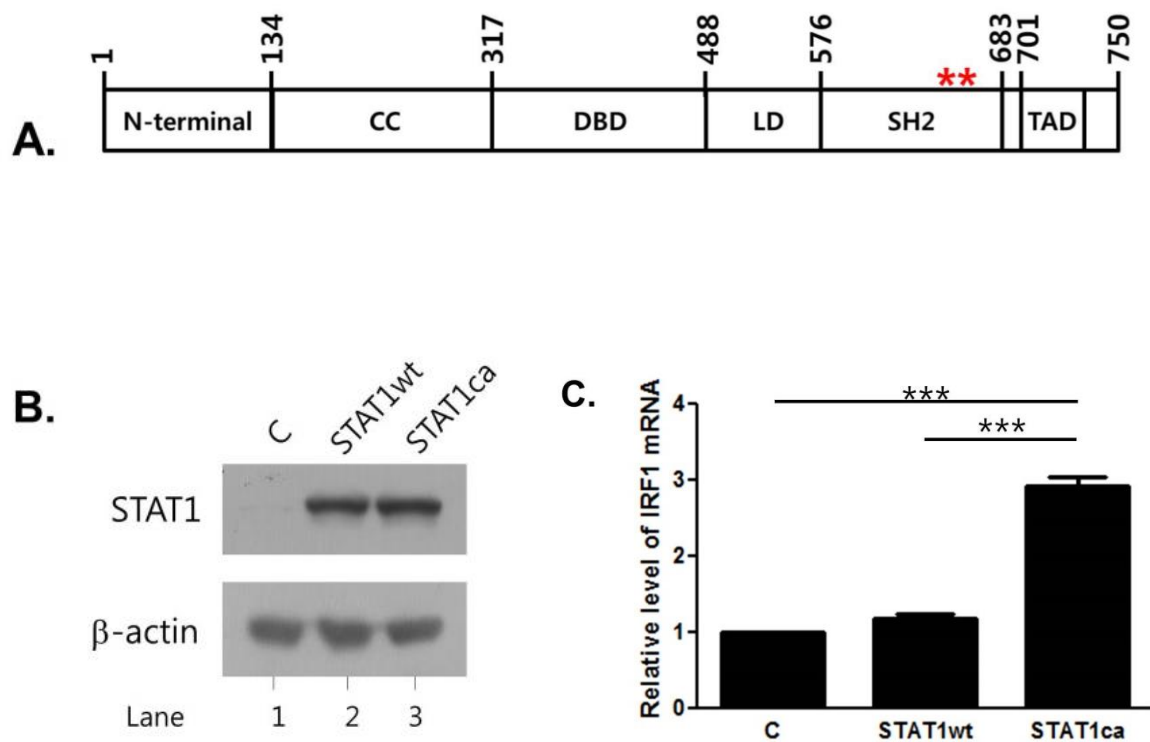 1 134 317 488 576 683 701 750
**
A. N-terminal CC DBD LD SH2 TAD
B.
C STAT1wt STAT1ca
STAT1
β-actin
Lane 1 2 3
C.
Relative level of IRF1 mRNA
4
3
2
1
0
***
***
C STAT1wt STAT1ca